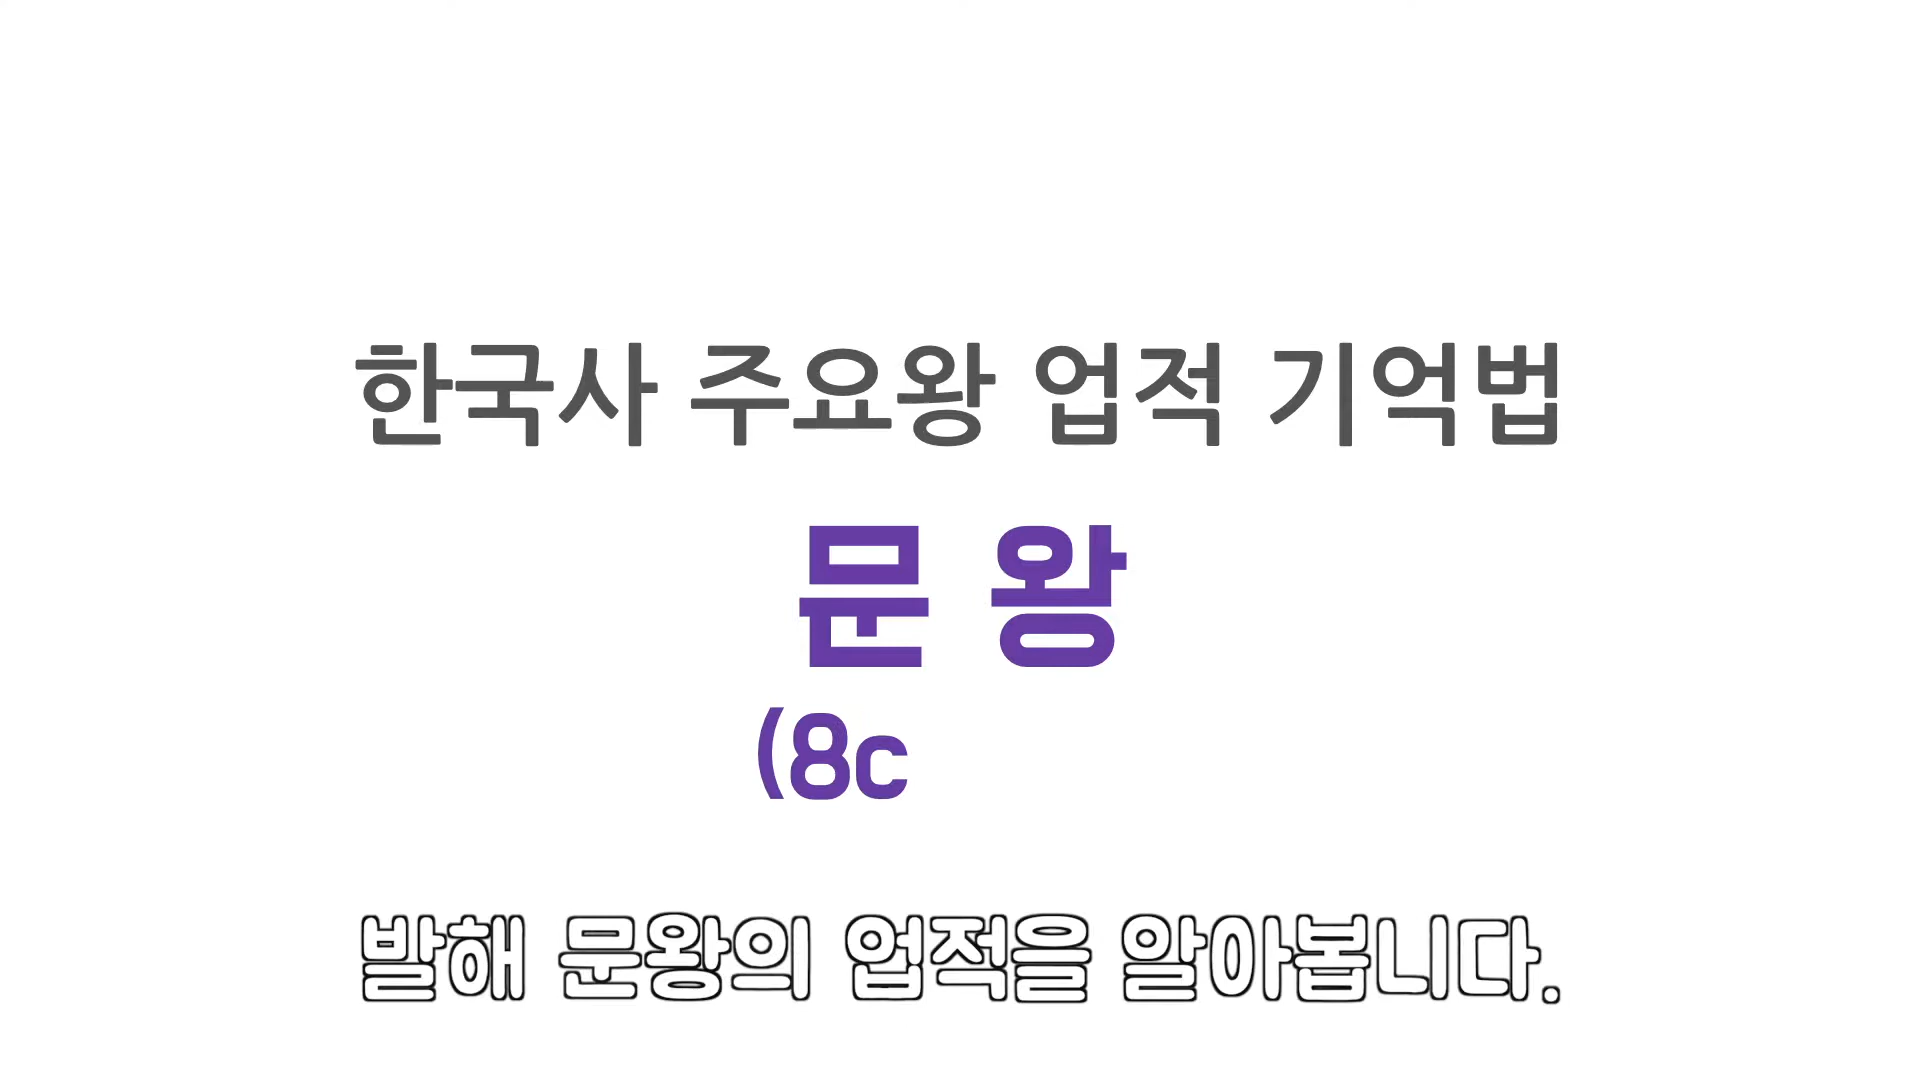 한국사 주요왕 업적 기억법
문 왕
(8c
발해 문왕의 업적을 알아봅니다.